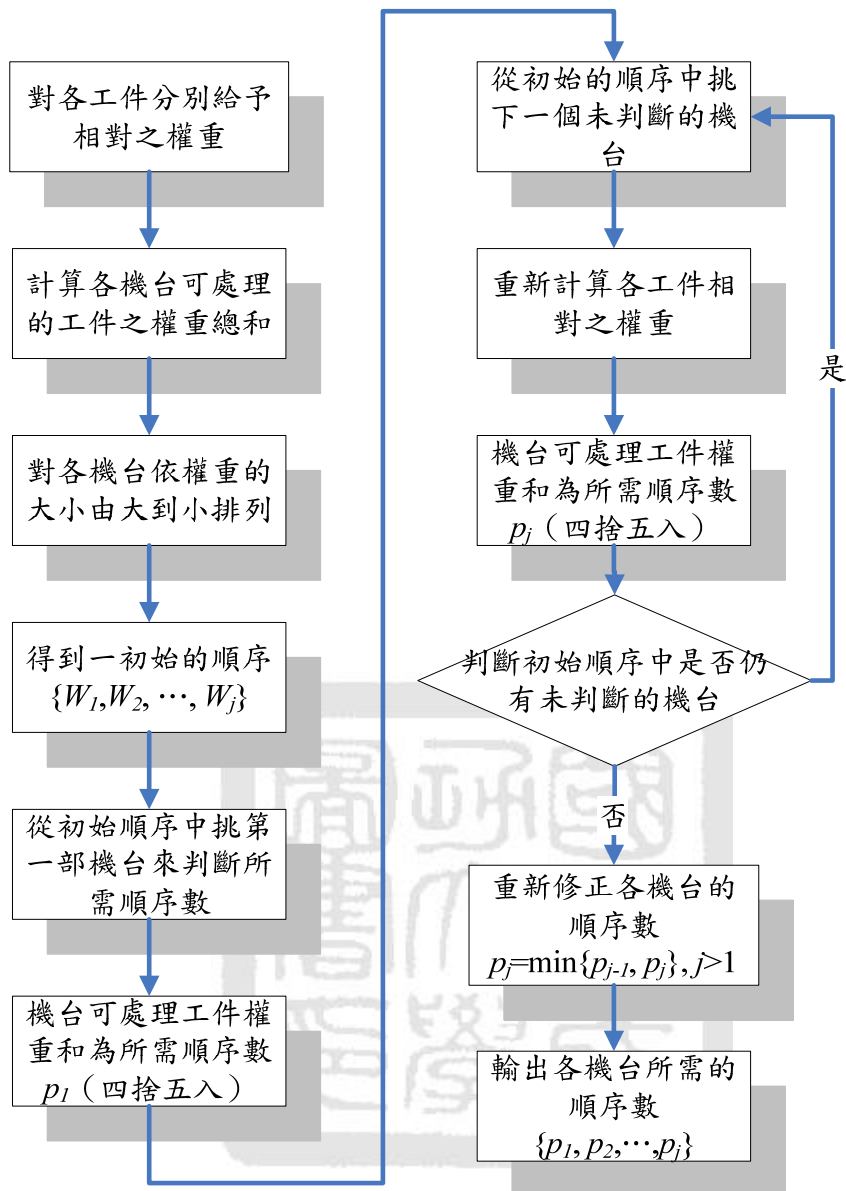 對各工件分別給予
相對之權重
計算各機台可處理
的工件之權重總和
對各機台依權重的
大小由大到小排列
得到一初始的順序
{W1,W2, …, Wj}
從初始順序中挑第
一部機台來判斷所
需順序數
機台可處理工件權
重和為所需順序數
p1（四捨五入）
從初始的順序中挑
下一個未判斷的機
台
重新計算各工件相
對之權重
機台可處理工件權
重和為所需順序數
pj（四捨五入）
判斷初始順序中是否仍
有未判斷的機台
是
否
重新修正各機台的
順序數
pj=min{pj-1, pj}, j>1
輸出各機台所需的
順序數
{p1, p2,…,pj}